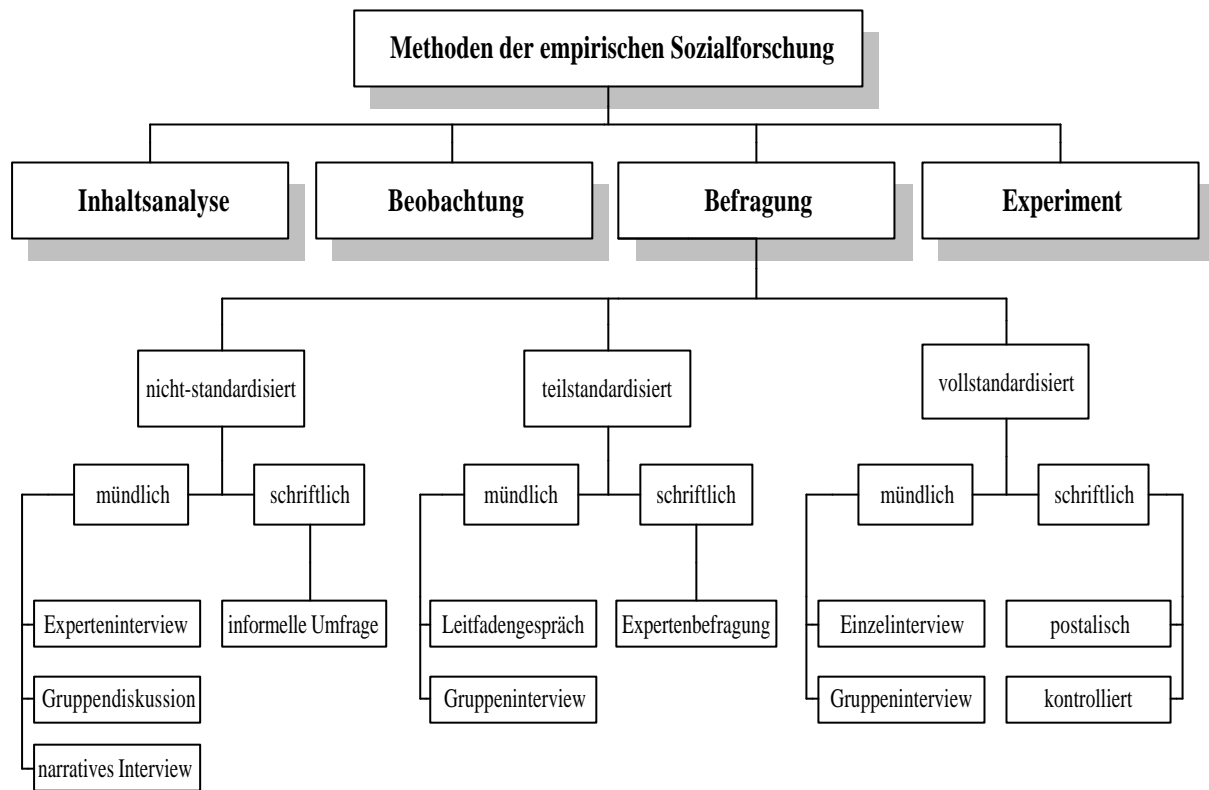 Methoden der empirischen Sozialforschung
Inhaltsanalyse
Beobachtung
Befragung
Experiment
nicht-standardisiert
teilstandardisiert
vollstandardisiert
mündlich
schriftlich
mündlich
schriftlich
mündlich
schriftlich
Experteninterview
informelle Umfrage
Leitfadengespräch
Expertenbefragung
Einzelinterview
postalisch
Gruppendiskussion
Gruppeninterview
Gruppeninterview
kontrolliert
narratives Interview